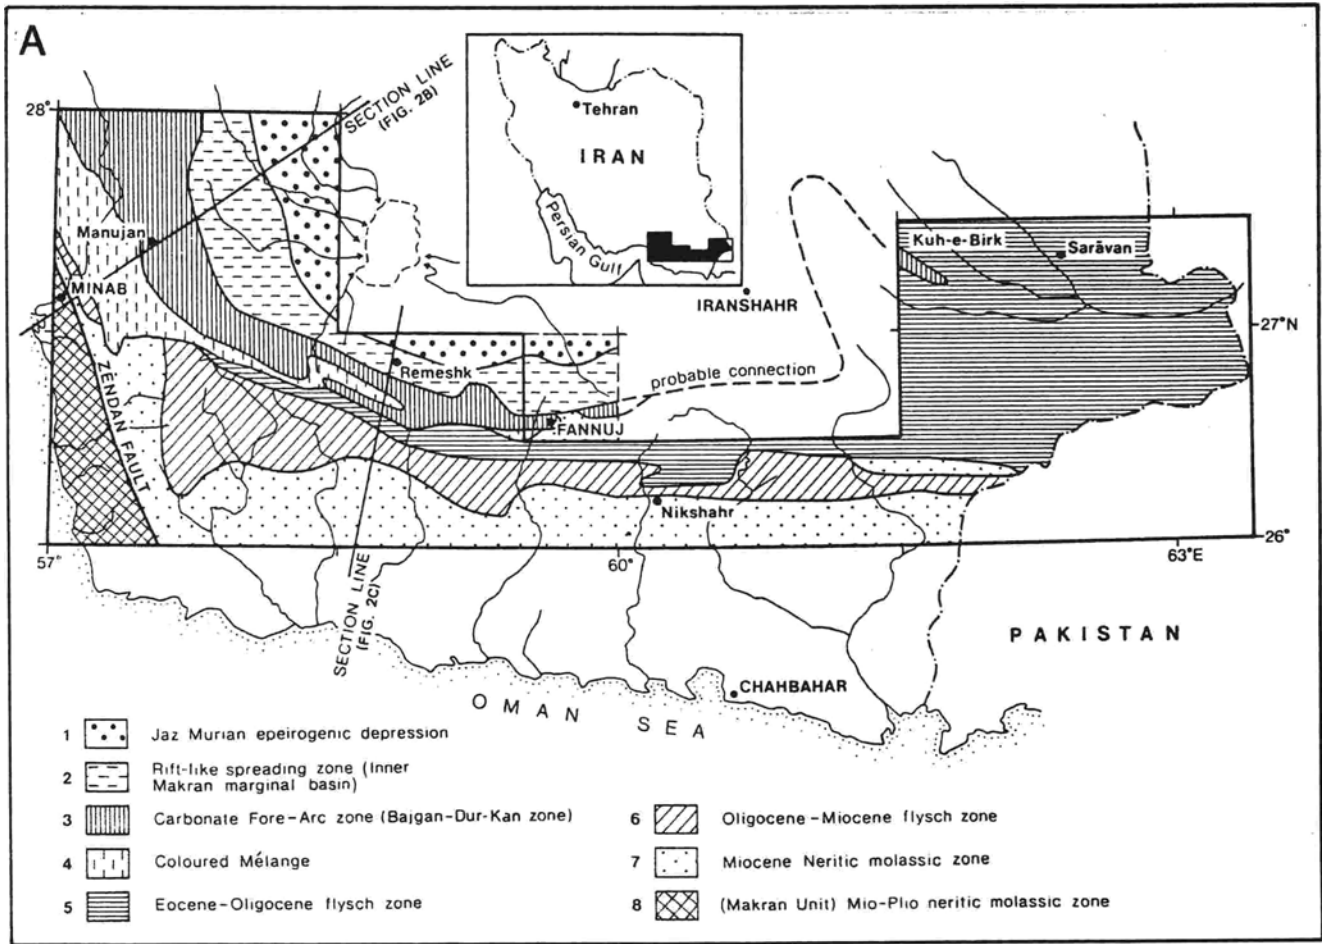 A
28°
SECTION LINE
(FIG. 2B)
Tehran
IRAN
Persian Gulf
Manujan
MINAB
Kuh-e-Birk
Sarāvan
IRANSHAHR
27°N
Remeshk
probable connection
ZENDAN FAULT
FANNUJ
Nikshahr
57°
60°
63°E
26°
SECTION LINE
(FIG. 2C)
PAKISTAN
CHAHBAHAR
OMAN SEA
1 Jaz Murian epeirogenic depression
2 Rift-like spreading zone (Inner
Makran marginal basin)
3 Carbonate Fore-Arc zone (Bajgan-Dur-Kan zone)
4 Coloured Mélange
5 Eocene-Oligocene flysch zone
6 Oligocene-Miocene flysch zone
7 Miocene Neritic molassic zone
8 (Makran Unit) Mio-Plio neritic molassic zone